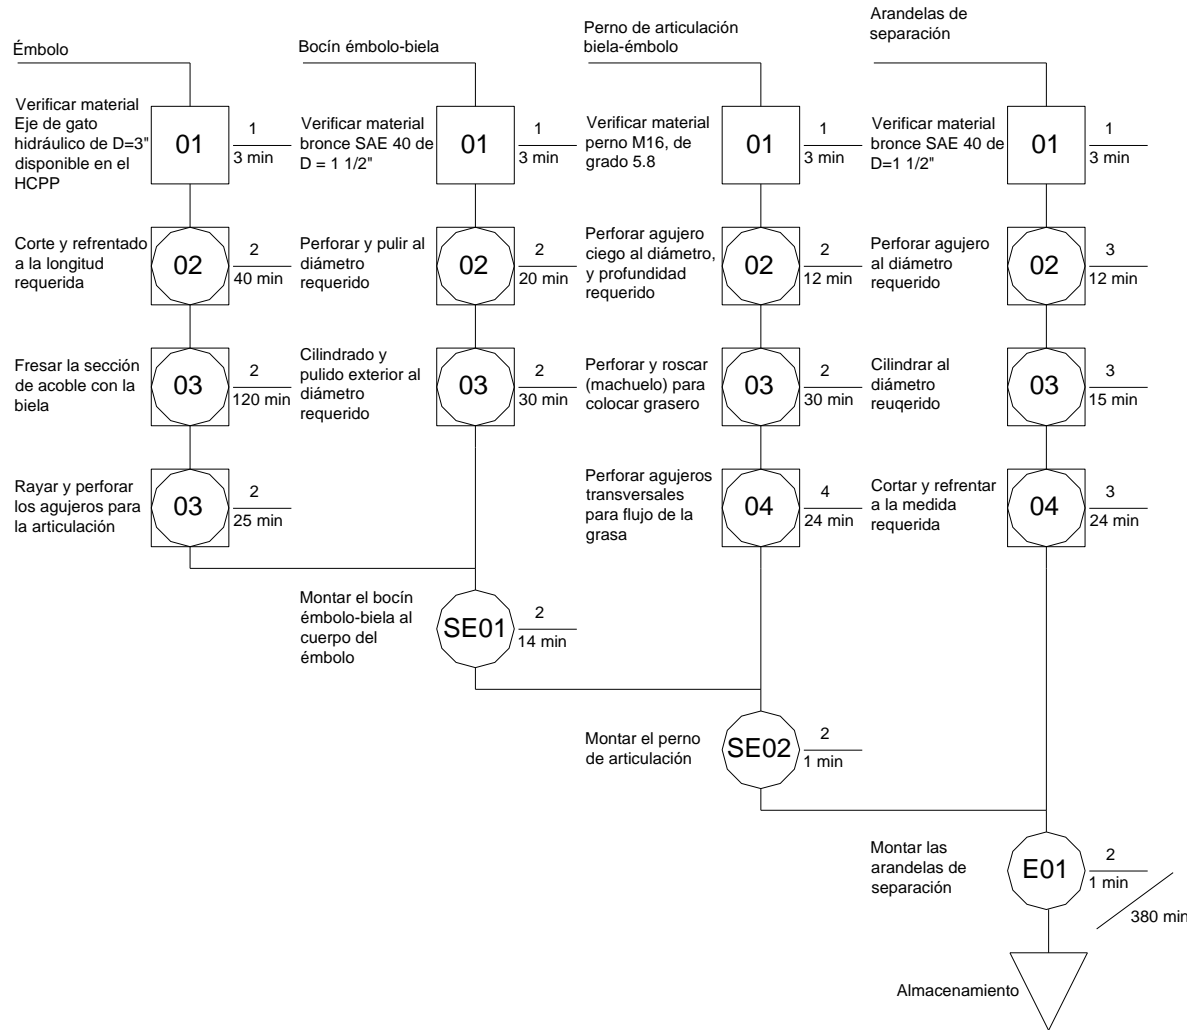 Émbolo
Verificar material
Eje de gato
hidráulico de D=3"
disponible en el
HCPP
01
1
3 min
Corte y refrentado
a la longitud
requerida
02
2
40 min
Fresar la sección
de acoble con la
biela
03
2
120 min
Rayar y perforar
los agujeros para
la articulación
03
2
25 min
Bocín émbolo-biela
Verificar material
bronce SAE 40 de
D = 1 1/2"
01
1
3 min
Perforar y pulir al
diámetro
requerido
02
2
20 min
Cilindrado y
pulido exterior al
diámetro
requerido
03
2
30 min
Montar el bocín
émbolo-biela al
cuerpo del
émbolo
SE01
2
14 min
Perno de articulación
biela-émbolo
Verificar material
perno M16, de
grado 5.8
01
1
3 min
Perforar agujero
ciego al diámetro,
y profundidad
requerido
02
2
12 min
Perforar y roscar
(machuelo) para
colocar grasero
03
2
30 min
Perforar agujeros
transversales
para flujo de la
grasa
04
4
24 min
Montar el perno
de articulación
SE02
2
1 min
Arandelas de
separación
Verificar material
bronce SAE 40 de
D=1 1/2"
01
1
3 min
Perforar agujero
al diámetro
requerido
02
3
12 min
Cilindrar al
diámetro
reuqerido
03
3
15 min
Cortar y refrentar
a la medida
requerida
04
3
24 min
Montar las
arandelas de
separación
E01
2
1 min
380 min
Almacenamiento